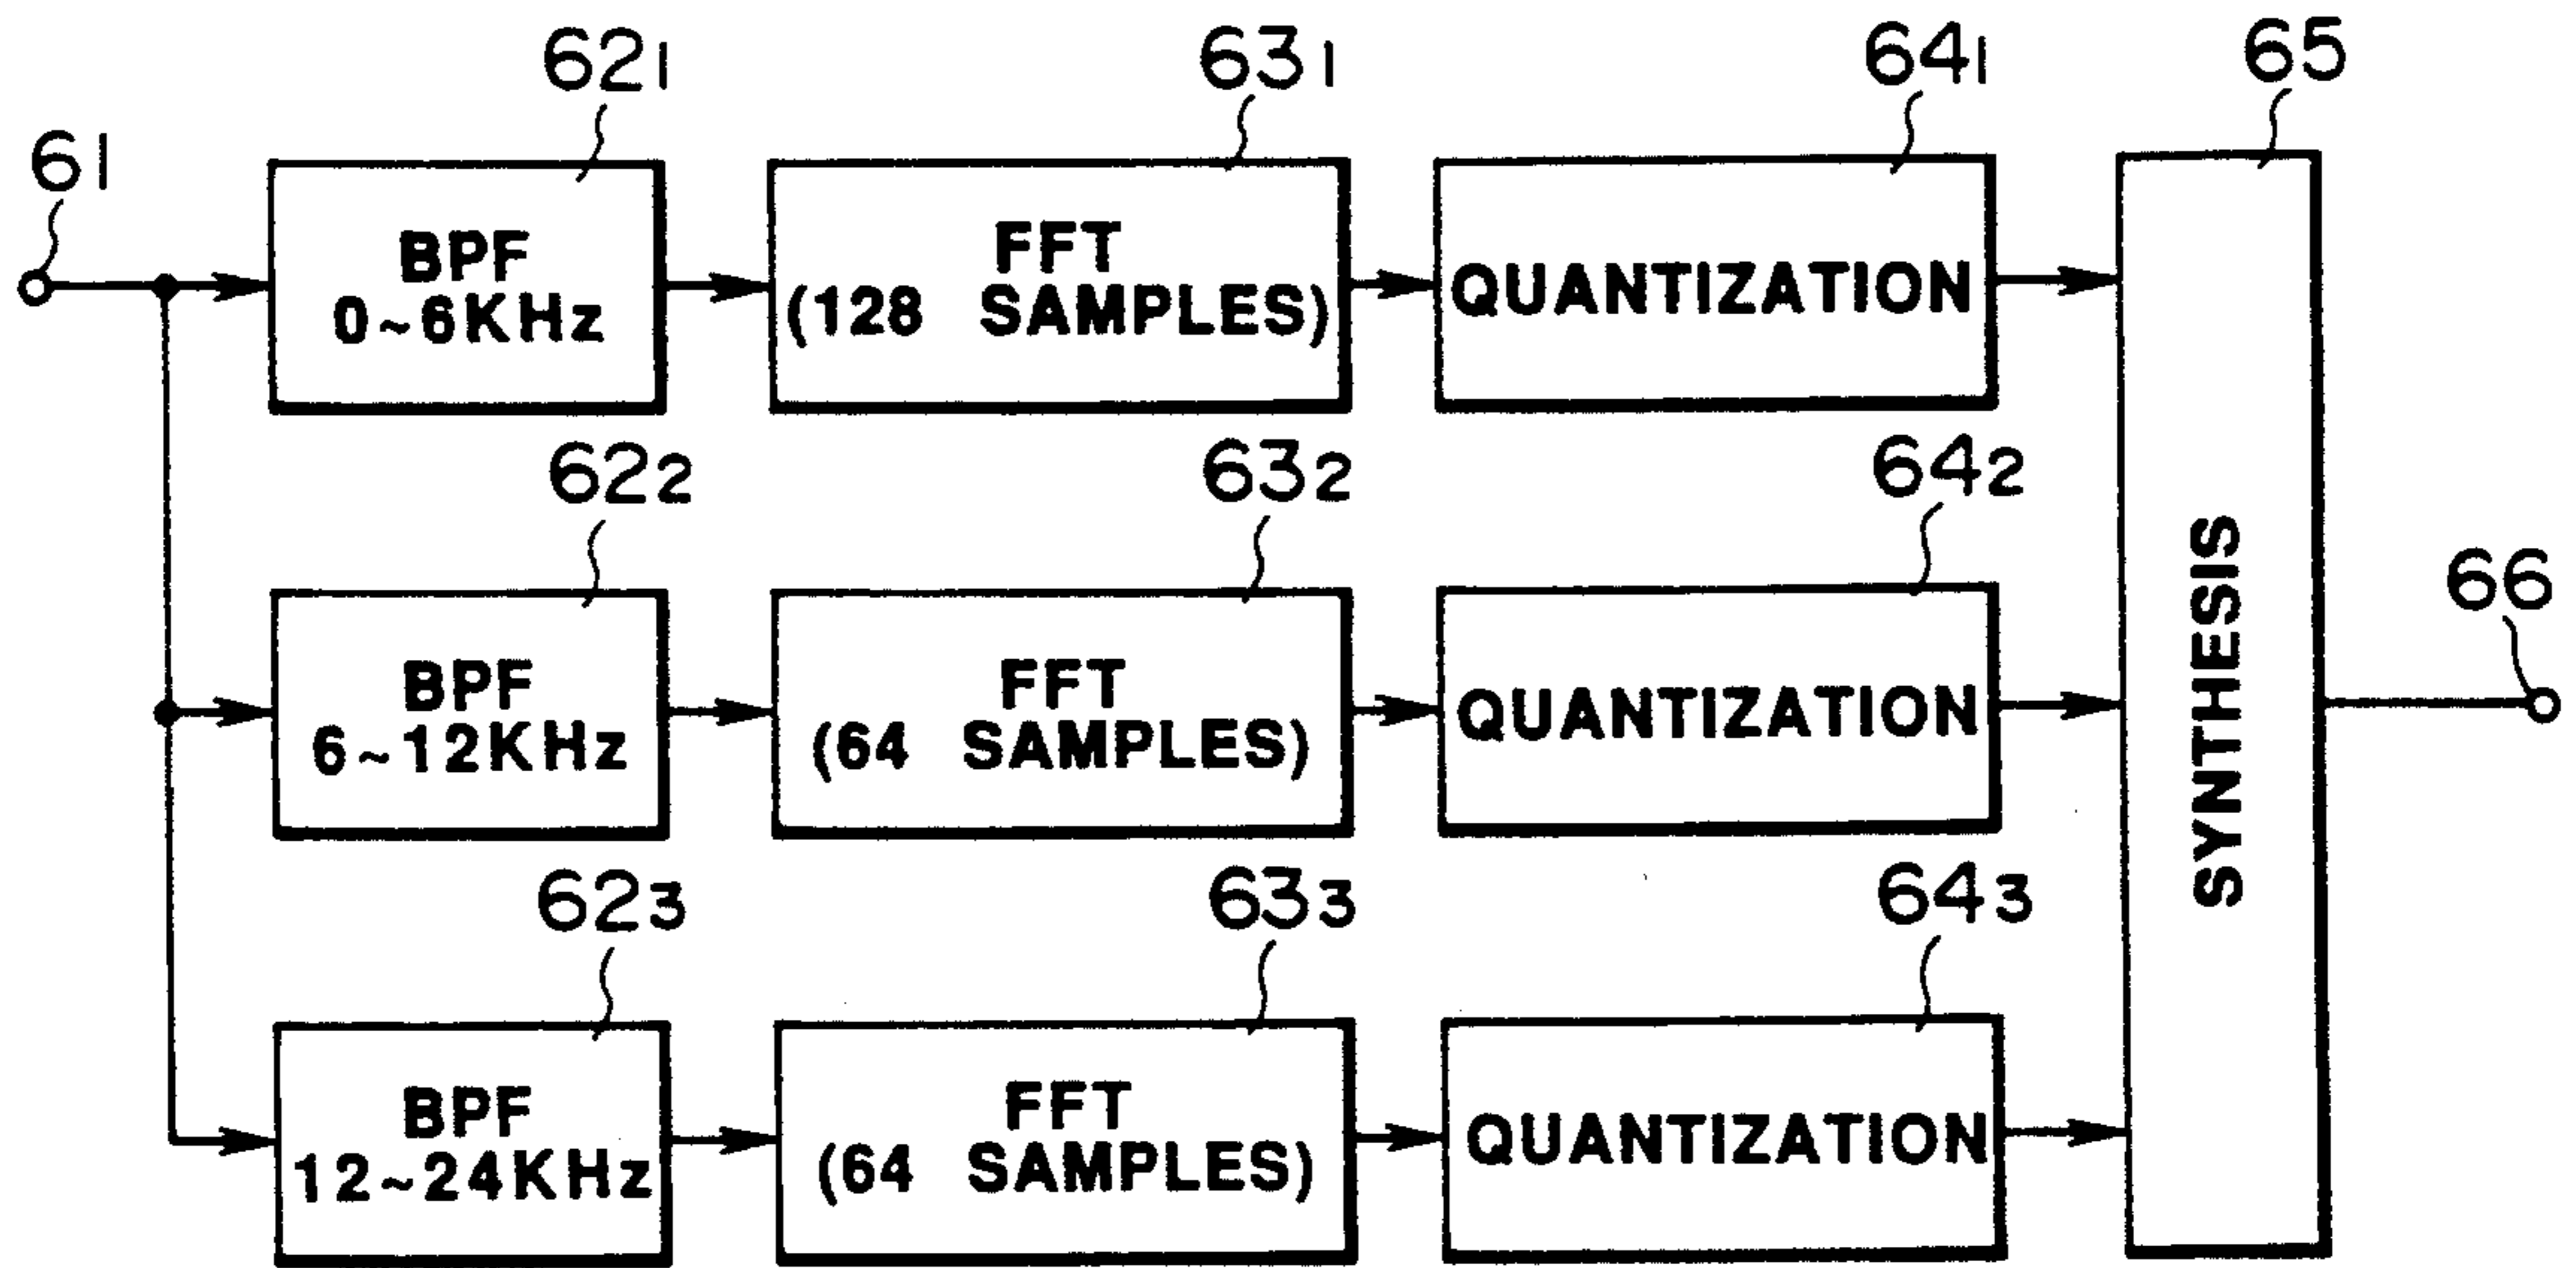 61
621
BPF
0~6KHz
631
FFT
(128 SAMPLES)
641
QUANTIZATION
65
SYNTHESIS
66
622
BPF
6~12KHz
632
FFT
(64 SAMPLES)
642
QUANTIZATION
623
BPF
12~24KHz
633
FFT
(64 SAMPLES)
643
QUANTIZATION